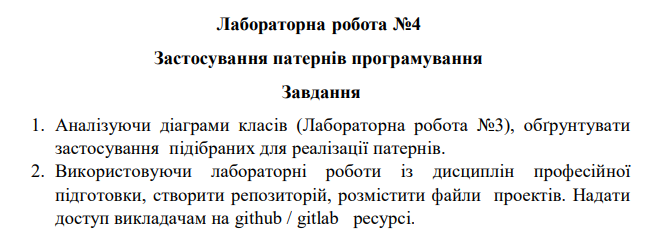 Лабораторна робота №4
Застосування патернів програмування
Завдання
1. Аналізуючи діаграми класів (Лабораторна робота №3), обґрунтувати
застосування підібраних для реалізації патернів.
2. Використовуючи лабораторні роботи із дисциплін професійної
підготовки, створити репозиторій, розмістити файли проектів. Надати
доступ викладачам на github / gitlab ресурсі.